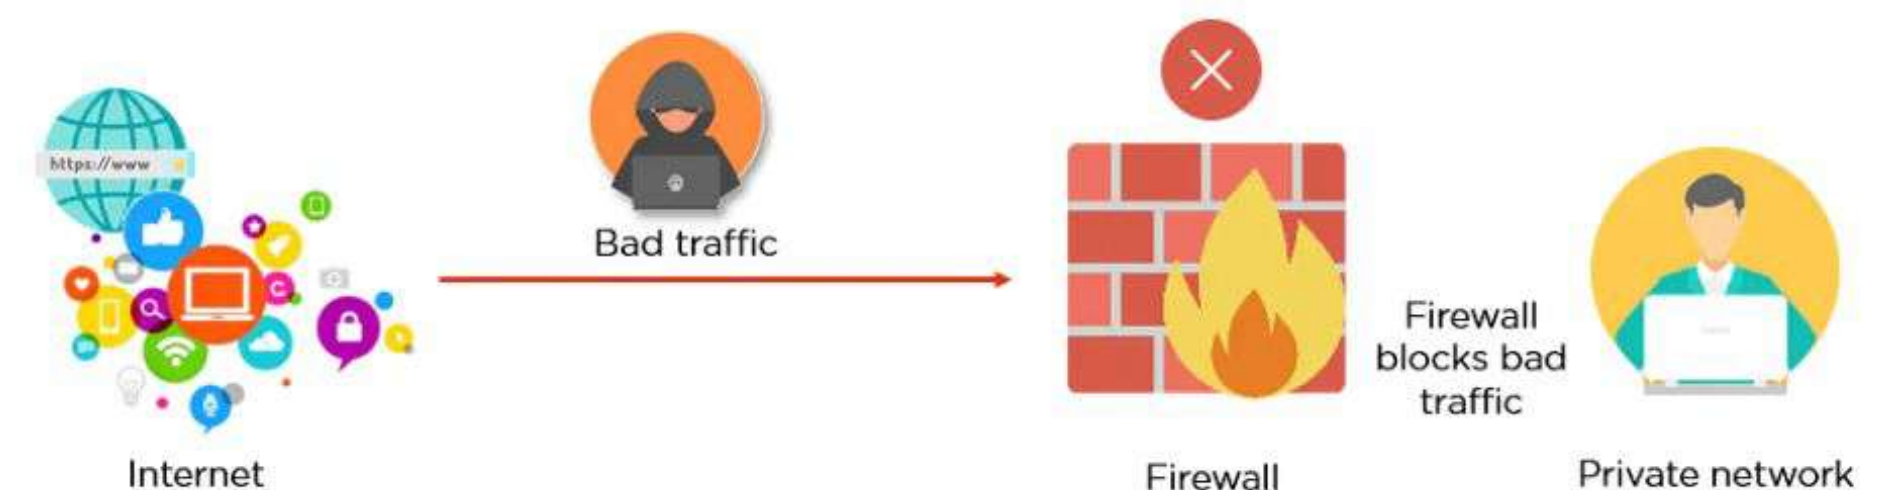 https://www
Bad traffic
Firewall
blocks bad
traffic
Internet
Firewall
Private network